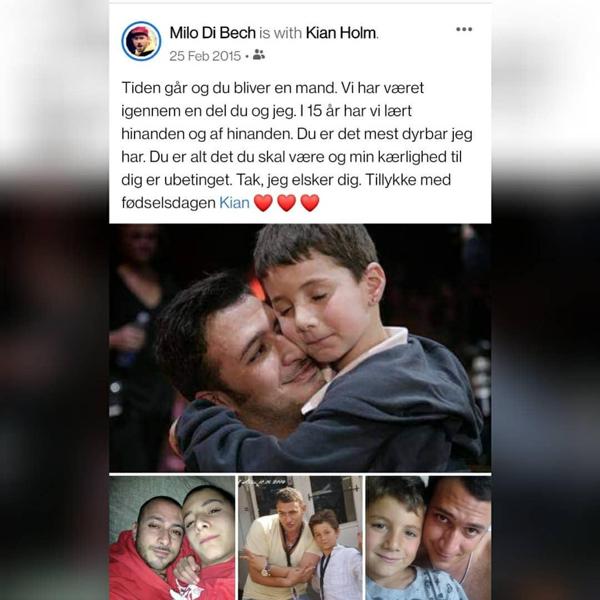 Milo Di Bech is with Kian Holm.
25 Feb 2015 •
Tiden går og du bliver en mand. Vi har været
igennem en del du og jeg. I 15 år har vi lært
hinanden og af hinanden. Du er det mest dyrbar jeg
har. Du er alt det du skal være og min kærlighed til
dig er ubetinget. Tak, jeg elsker dig. Tillykke med
fødselsdagen Kian ❤️ ❤️ ❤️